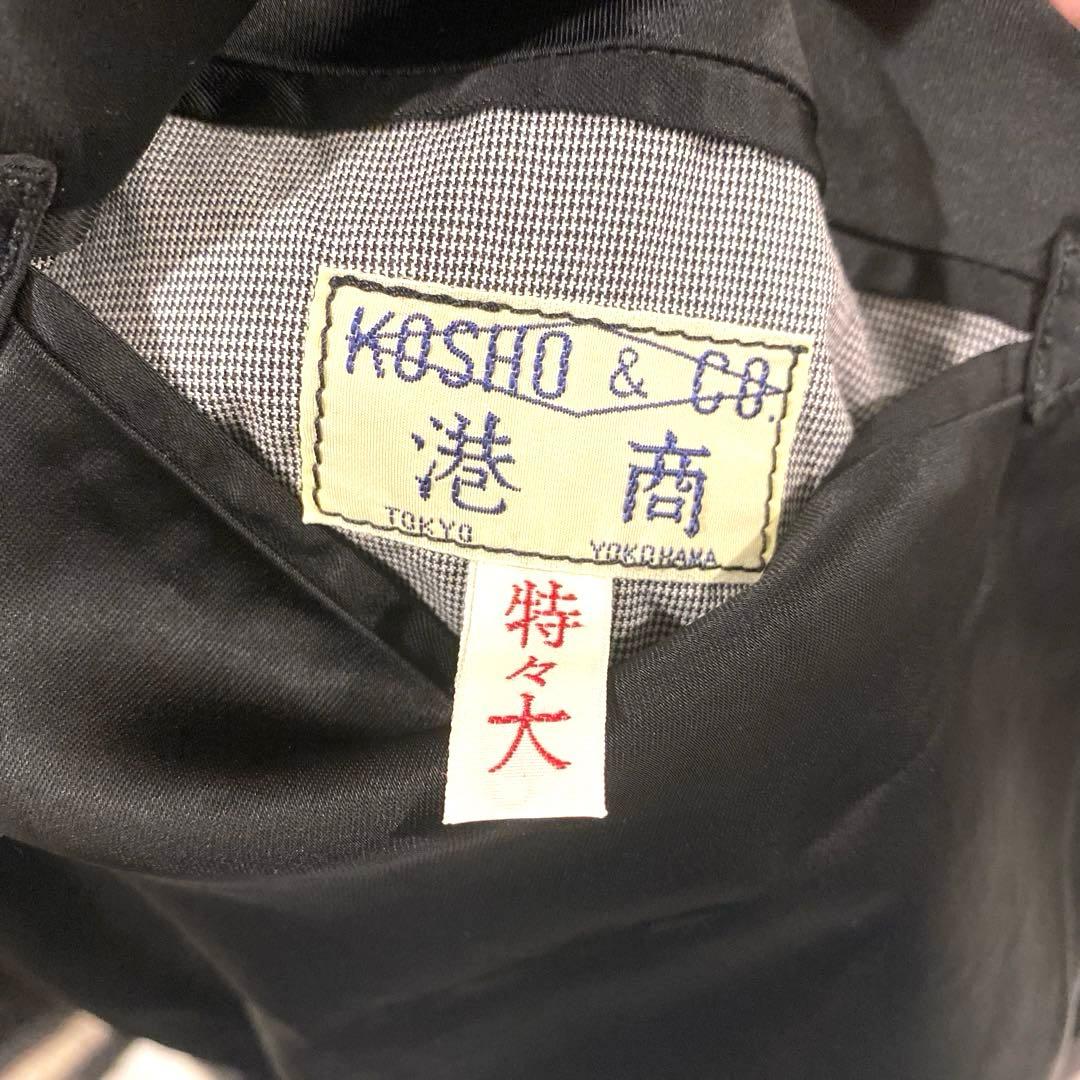 KOSHO & CO.
港 商
TOKYO YOKOHAMA
特々大